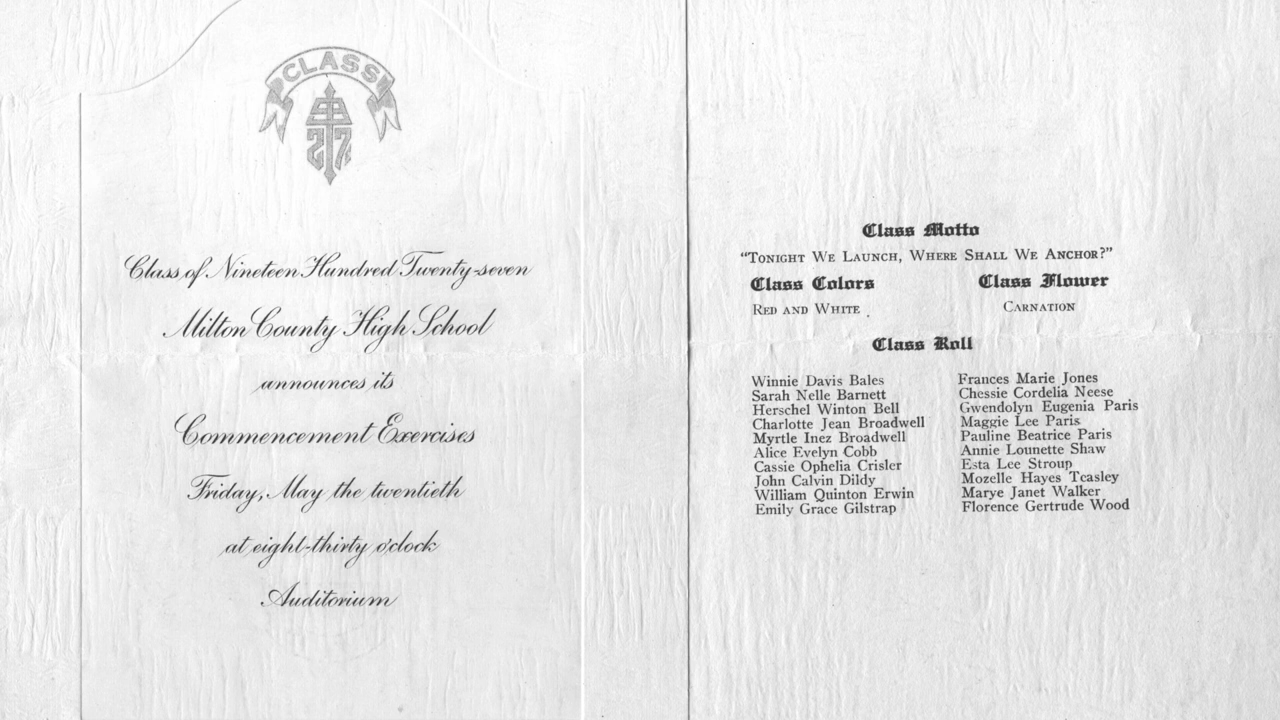 CLASS
27
Class of Nineteen Hundred Twenty-seven
Milton County High School
announces its
Commencement Exercises
Friday, May the twentieth
at eight-thirty o'clock
Auditorium
Class Motto
"Tonight We Launch, Where Shall We Anchor?"
Class Colors
Red and White
Class Flower
Carnation
Class Roll
Winnie Davis Bales
Sarah Nelle Barnett
Herschel Winton Bell
Charlotte Jean Broadwell
Myrtle Inez Broadwell
Alice Evelyn Cobb
Cassie Ophelia Crisler
John Calvin Dildy
William Quinton Erwin
Emily Grace Gilstrap
Frances Marie Jones
Chessie Cordelia Neese
Gwendolyn Eugenia Paris
Maggie Lee Paris
Pauline Beatrice Paris
Annie Lounette Shaw
Esta Lee Stroup
Mozelle Hayes Teasley
Marye Janet Walker
Florence Gertrude Wood